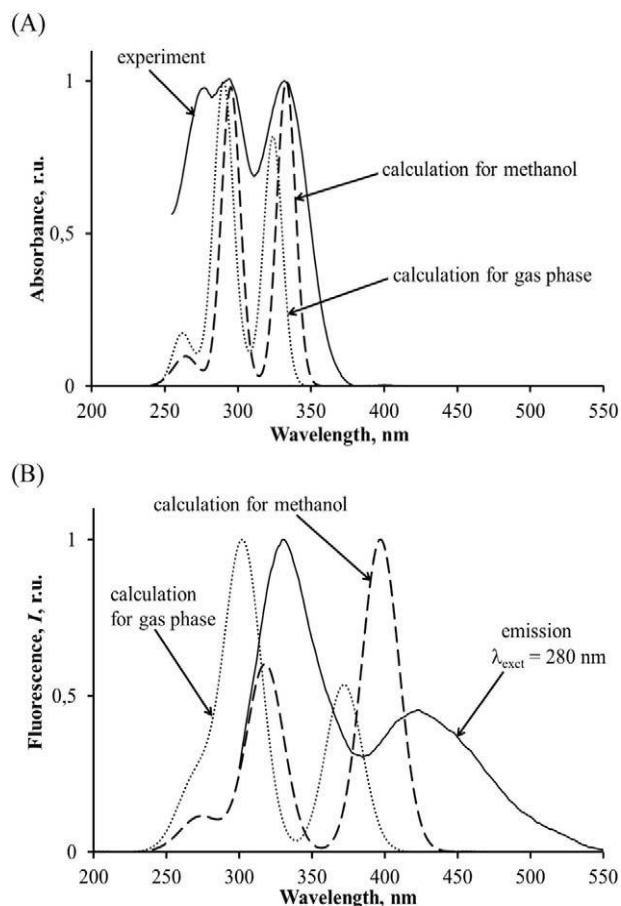 (A)
experiment
1
calculation for methanol
0,5
calculation for gas phase
0
200 250 300 350 400 450 500 550
Absorbance, r.u.
Wavelength, nm
(B)
calculation for methanol
1
calculation
for gas phase
emission
λexct = 280 nm
0,5
0
200 250 300 350 400 450 500 550
Fluorescence, I, r.u.
Wavelength, nm